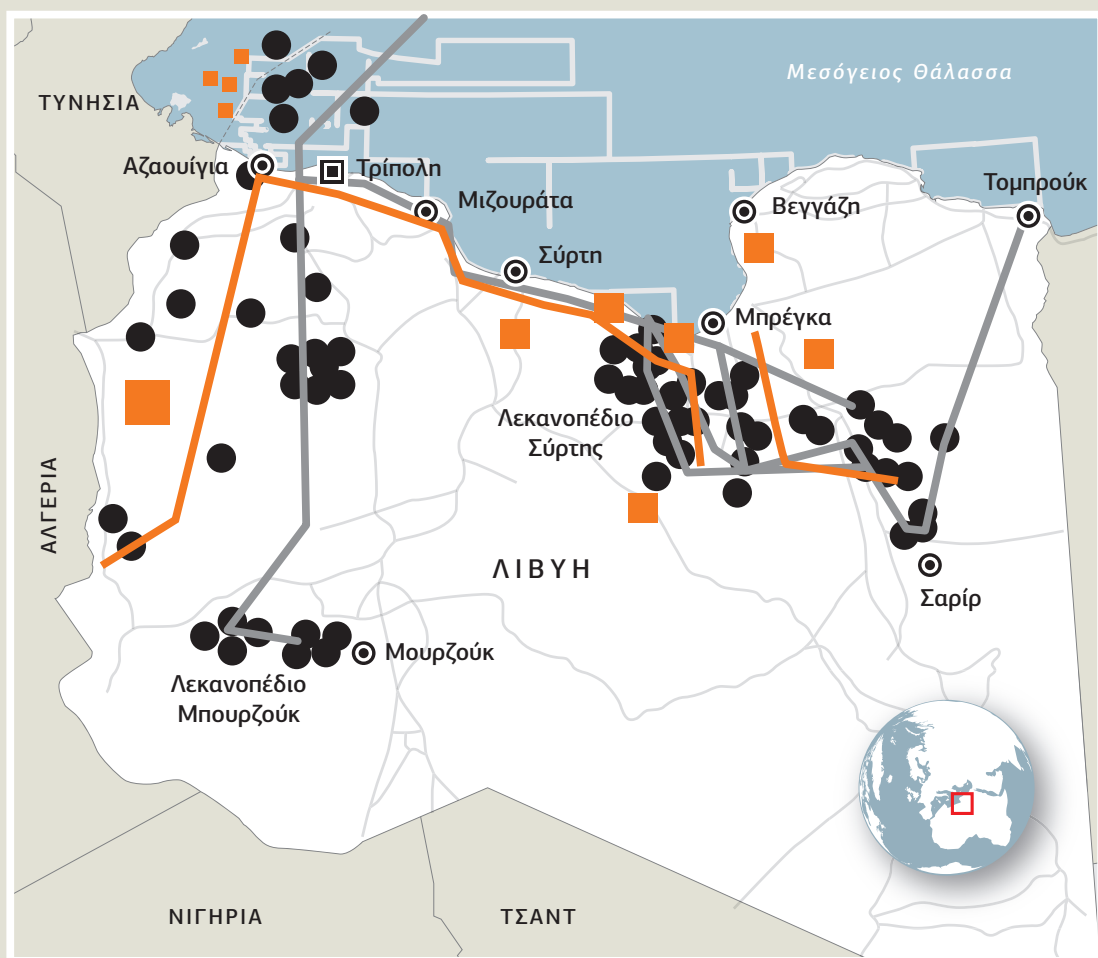 Μεσόγειος Θάλασσα
ΤΥΝΗΣΙΑ
Αζαουίγια
Τρίπολη
Μιζουράτα
Τομπρούκ
Βεγγάζη
Σύρτη
Μπρέγκα
Λεκανοπέδιο
Σύρτης
ΑΛΓΕΡΙΑ
ΛΙΒΥΗ
Σαρίρ
Μουρζούκ
Λεκανοπέδιο
Μπουρζούκ
ΝΙΓΗΡΙΑ
ΤΣΑΝΤ